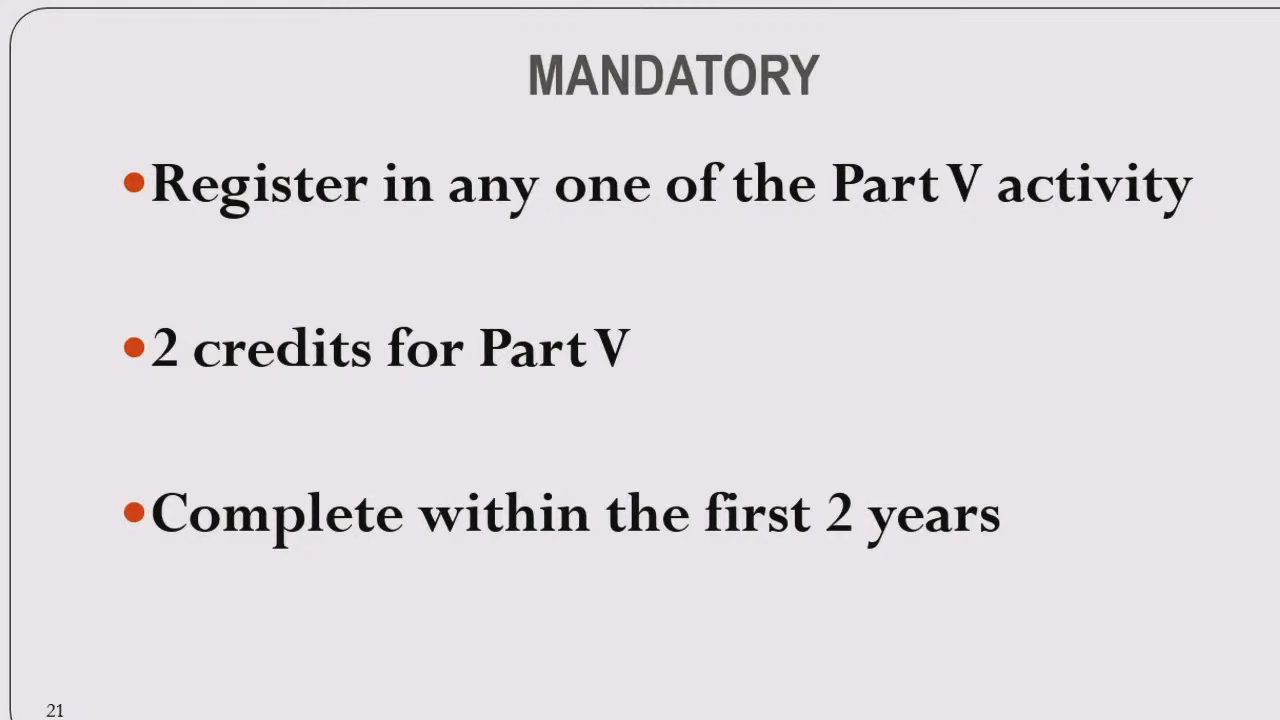 MANDATORY
•Register in any one of the Part V activity
•2 credits for Part V
•Complete within the first 2 years
21